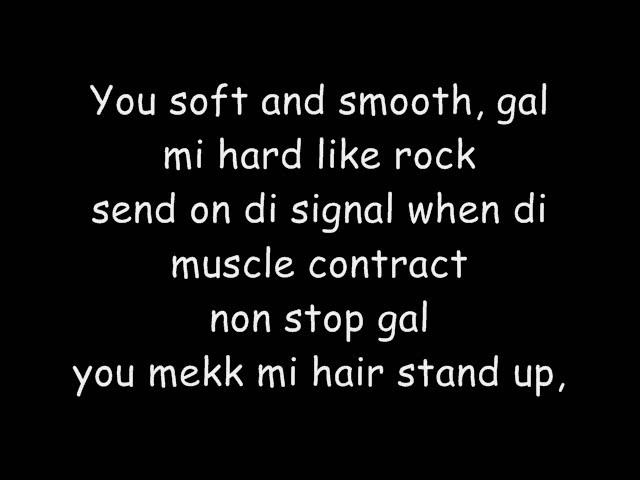 You soft and smooth, gal
mi hard like rock
send on di signal when di
muscle contract
non stop gal
you mekk mi hair stand up,